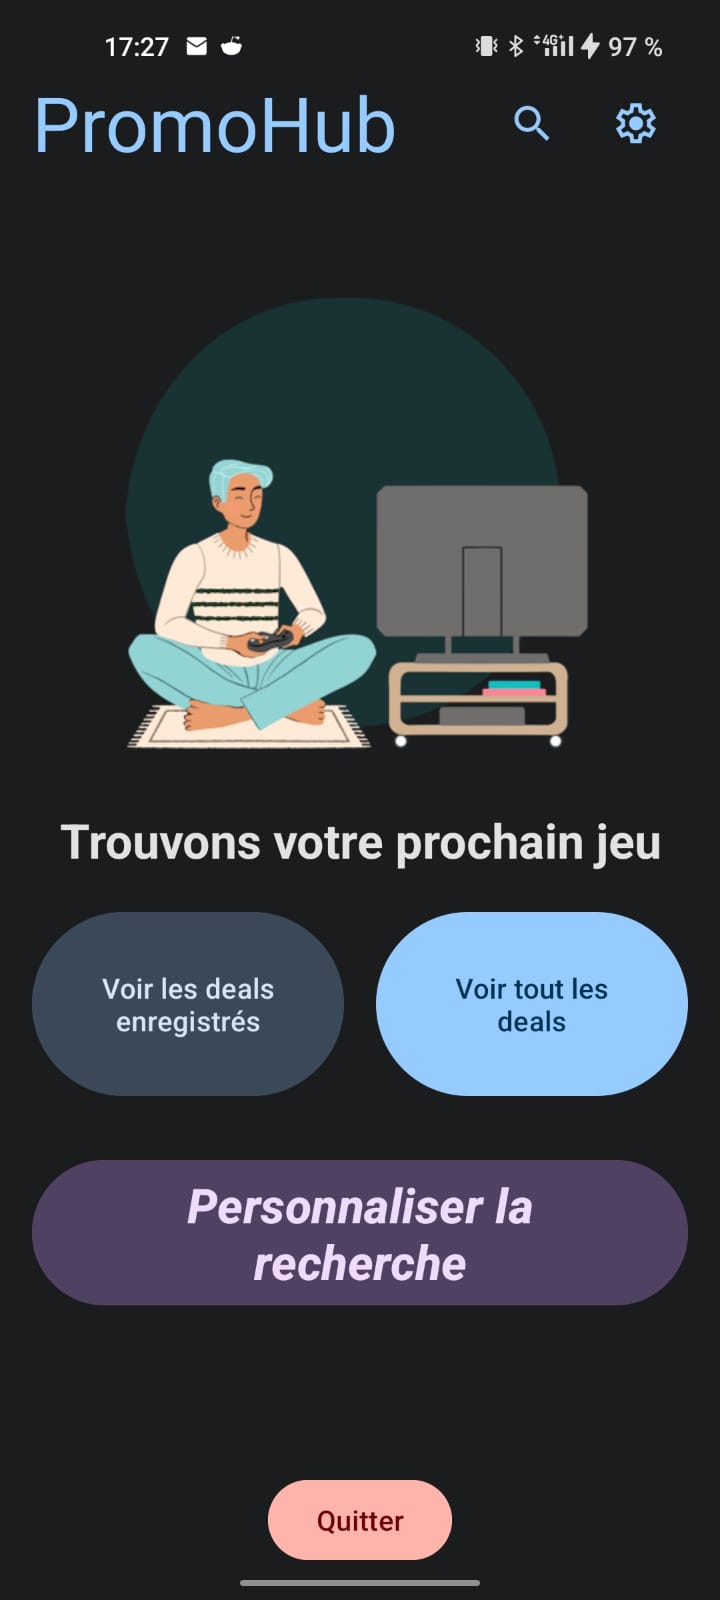 17:27
4G+ 97 %
PromoHub
Trouvons votre prochain jeu
Voir les deals
enregistrés
Voir tout les
deals
Personnaliser la
recherche
Quitter